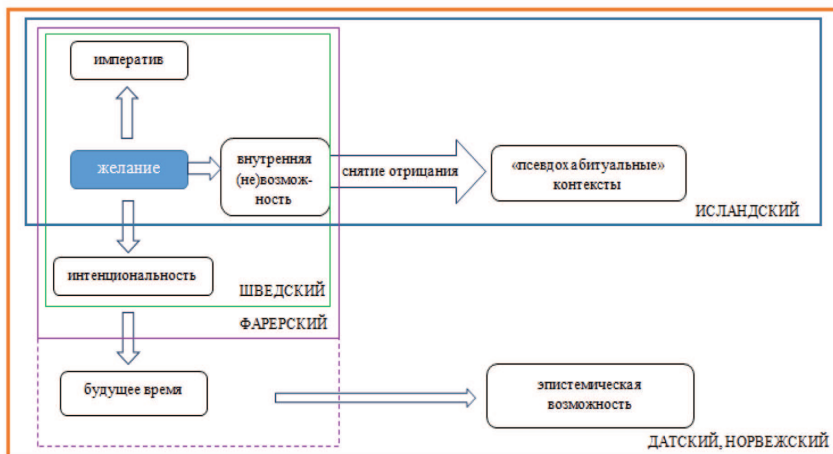 императив
желание
внутренняя
(не)возмож-
ность
снятие отрицания
«псевдохабитуальные»
контексты
ИСЛАНДСКИЙ
интенциональность
ШВЕДСКИЙ
ФАРЕРСКИЙ
будущее время
эпистемическая
возможность
ДАТСКИЙ, НОРВЕЖСКИЙ